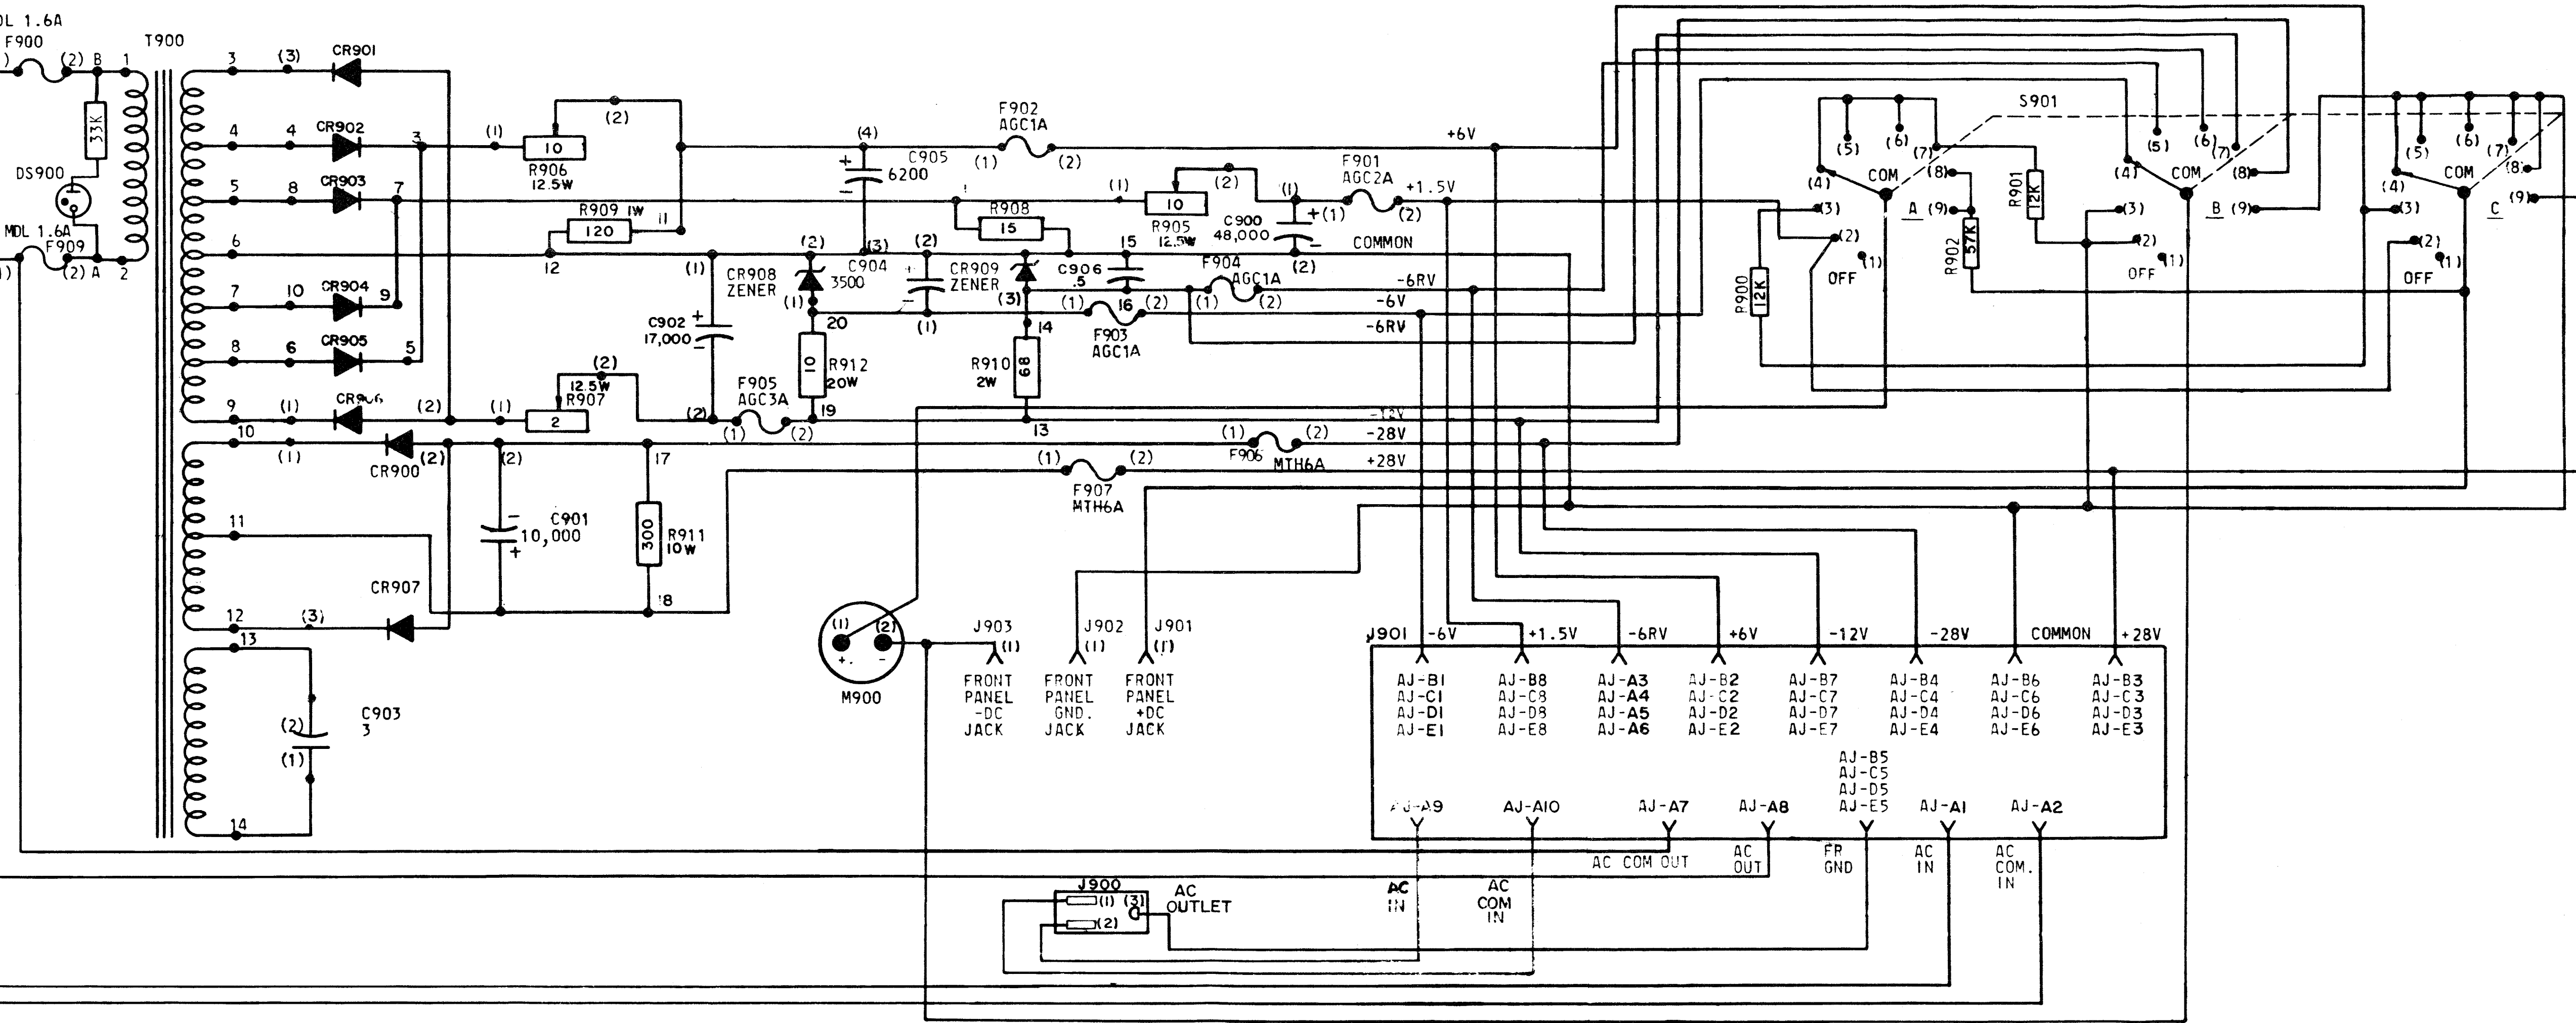 DL 1.6A
F900
)
(2)
B
1
T900
33K
DS900
MDL 1.6A
F909
1)
(2)
A
2
3
(3)
CR901
4
4
CR902
3
5
8
CR903
7
6
7
10
CR904
9
8
6
CR905
5
9
(1)
(2)
10
(1)
CR900
(2)
11
12
(3)
CR907
13
14
C903
3
(2)
(1)
(1)
10
R906
12.5W
(2)
R909 1W
120
11
12
(1)
12.5W
R907
2
(2)
(2)
C901
10,000
-
+
17
300
R911
10W
18
(1)
C902
17,000
+
-
(2)
F905
AGC3A
(1)
(2)
(2)
CR908
ZENER
3500
(1)
20
10
R912
20W
19
(4)
+
-
C905
6200
(3)
C904
(2)
(1)
F902
AGC1A
(1)
(2)
+6V
R908
15
CR909
ZENER
(3)
14
R910
2W
68
13
15
C906
.5
16
(1)
10
R905
12.5W
(2)
(1)
C900
48,000
+
-
(2)
F901
AGC2A
(1)
(2)
+1.5V
COMMON
F904
AGC1A
(1)
(2)
-6RV
-6V
-6RV
(1)
(2)
F903
AGC1A
-12V
-28V
+28V
(1)
(2)
F906
MTH6A
(1)
(2)
F907
MTH6A
S901
(5)
(6)
(7)
(4)
COM
(8)
(3)
A
(9)
(2)
(1)
OFF
R900
12K
R902
57K
R901
12K
(5)
(6)
(7)
(4)
COM
(8)
(3)
B
(9)
(2)
(1)
OFF
(5)
(6)
(7)
(4)
COM
(8)
(3)
C
(9)
(2)
(1)
OFF
(1)
(2)
+
-
M900
J903
(1)
FRONT
PANEL
-DC
JACK
J902
(1)
FRONT
PANEL
GND.
JACK
J901
(1)
FRONT
PANEL
+DC
JACK
J901
-6V
+1.5V
-6RV
+6V
-12V
-28V
COMMON
+28V
AJ-B1 AJ-B8 AJ-A3 AJ-B2 AJ-B7 AJ-B4 AJ-B6 AJ-B3
AJ-C1 AJ-C8 AJ-A4 AJ-C2 AJ-C7 AJ-C4 AJ-C6 AJ-C3
AJ-D1 AJ-D8 AJ-A5 AJ-D2 AJ-D7 AJ-D4 AJ-D6 AJ-D3
AJ-E1 AJ-E8 AJ-A6 AJ-E2 AJ-E7 AJ-E4 AJ-E6 AJ-E3
AJ-B5
AJ-C5
AJ-D5
AJ-E5
AJ-A9
AJ-A10
AJ-A7
AJ-A8
AJ-A1
AJ-A2
AC COM OUT
AC
OUT
FR
GND
AC
IN
AC
COM.
IN
J900
(1)
(3)
(2)
AC
OUTLET
AC
IN
AC
COM
IN